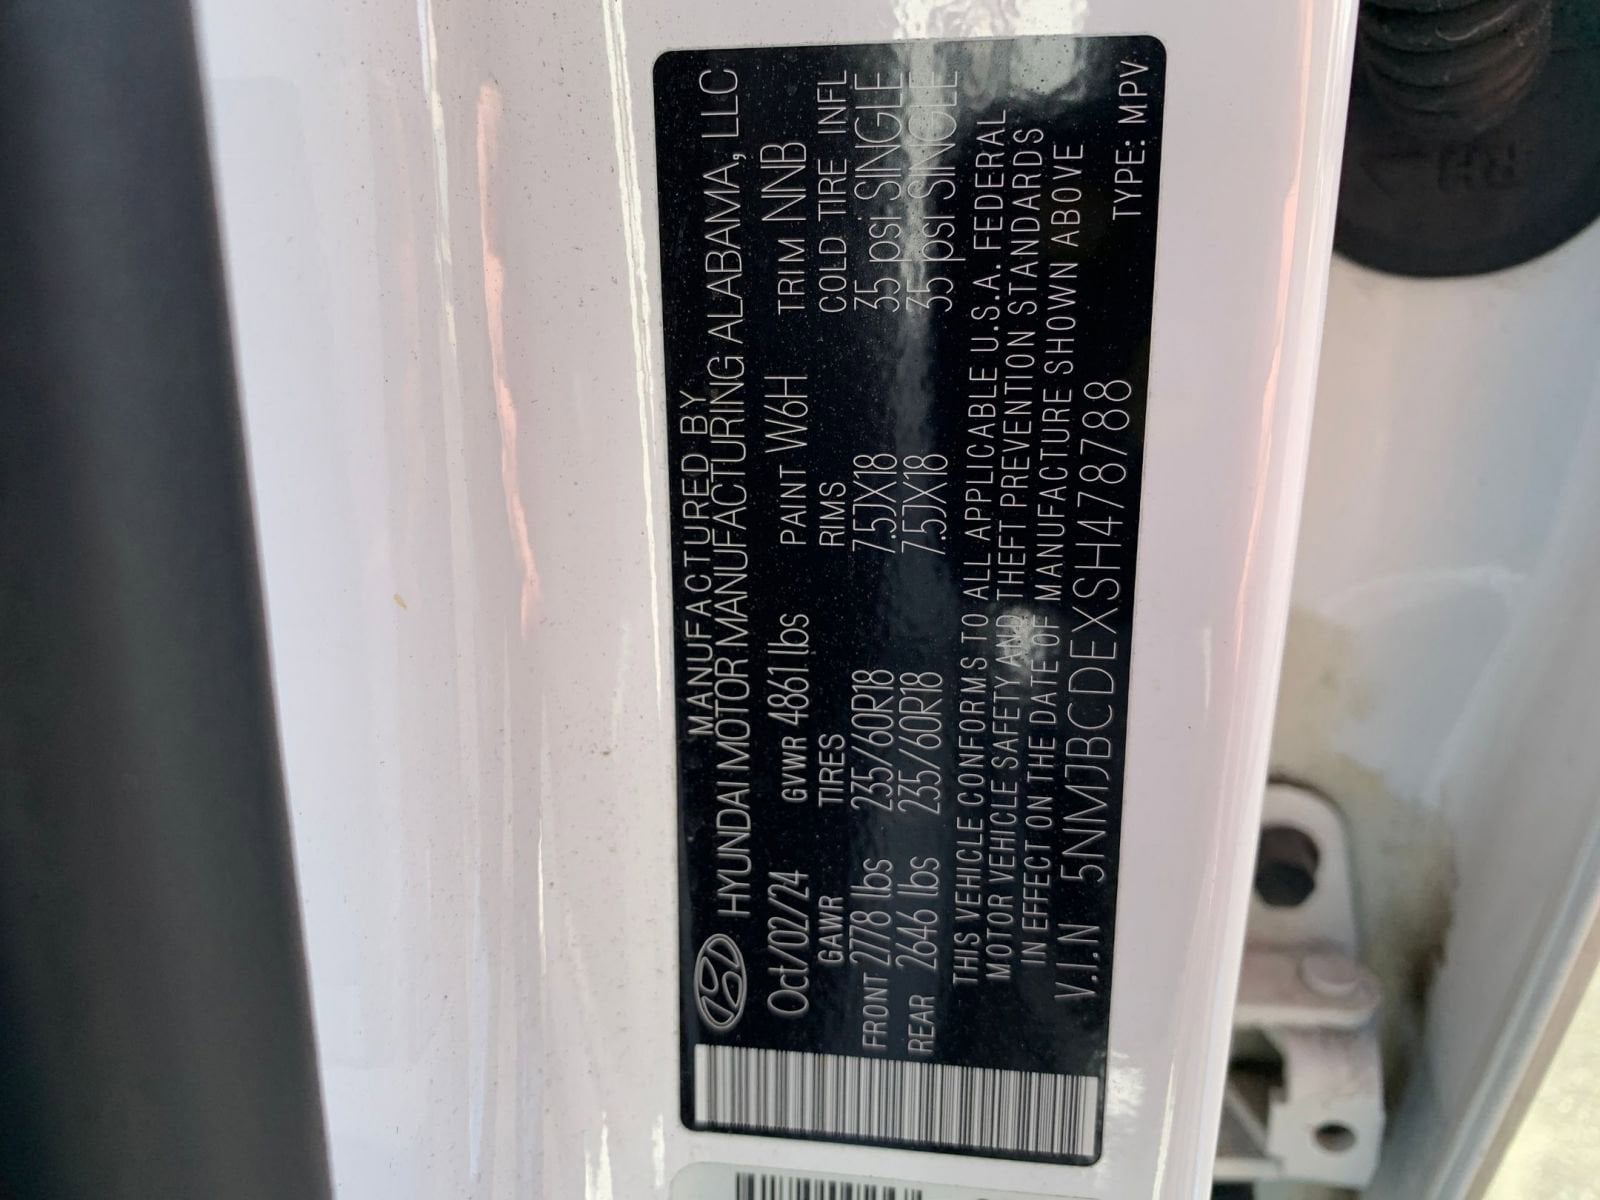 MANUFACTURED BY
HYUNDAI MOTOR MANUFACTURING ALABAMA, LLC
Oct/02/24 GVWR 4861 lbs PAINT W6H TRIM NNB
GAWR TIRES RIMS COLD TIRE INFL
FRONT 2778 lbs 235/60R18 7.5JX18 35 psi SINGLE
REAR 2646 lbs 235/60R18 7.5JX18 35 psi SINGLE
THIS VEHICLE CONFORMS TO ALL APPLICABLE U.S.A. FEDERAL
MOTOR VEHICLE SAFETY AND THEFT PREVENTION STANDARDS
IN EFFECT ON THE DATE OF MANUFACTURE SHOWN ABOVE
V.I.N 5NMJBCDEXSH478788 TYPE: MPV